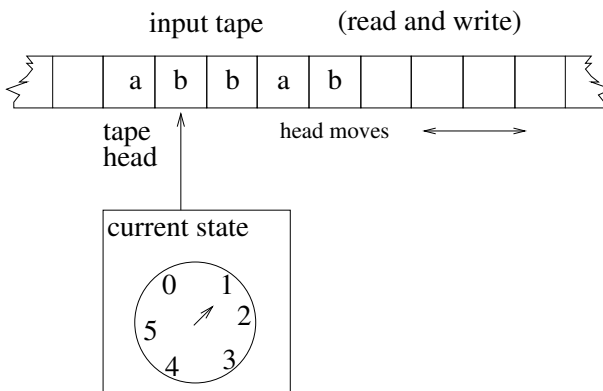 input tape (read and write)
a b b a b
tape head
head moves
current state
0 1
5 2
4 3